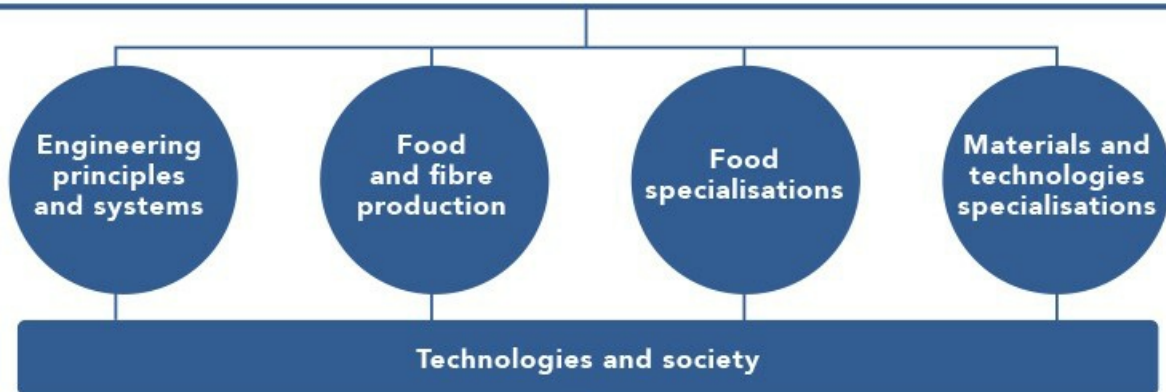 Engineering
principles
and systems
Food
and fibre
production
Food
specialisations
Materials and
technologies
specialisations
Technologies and society